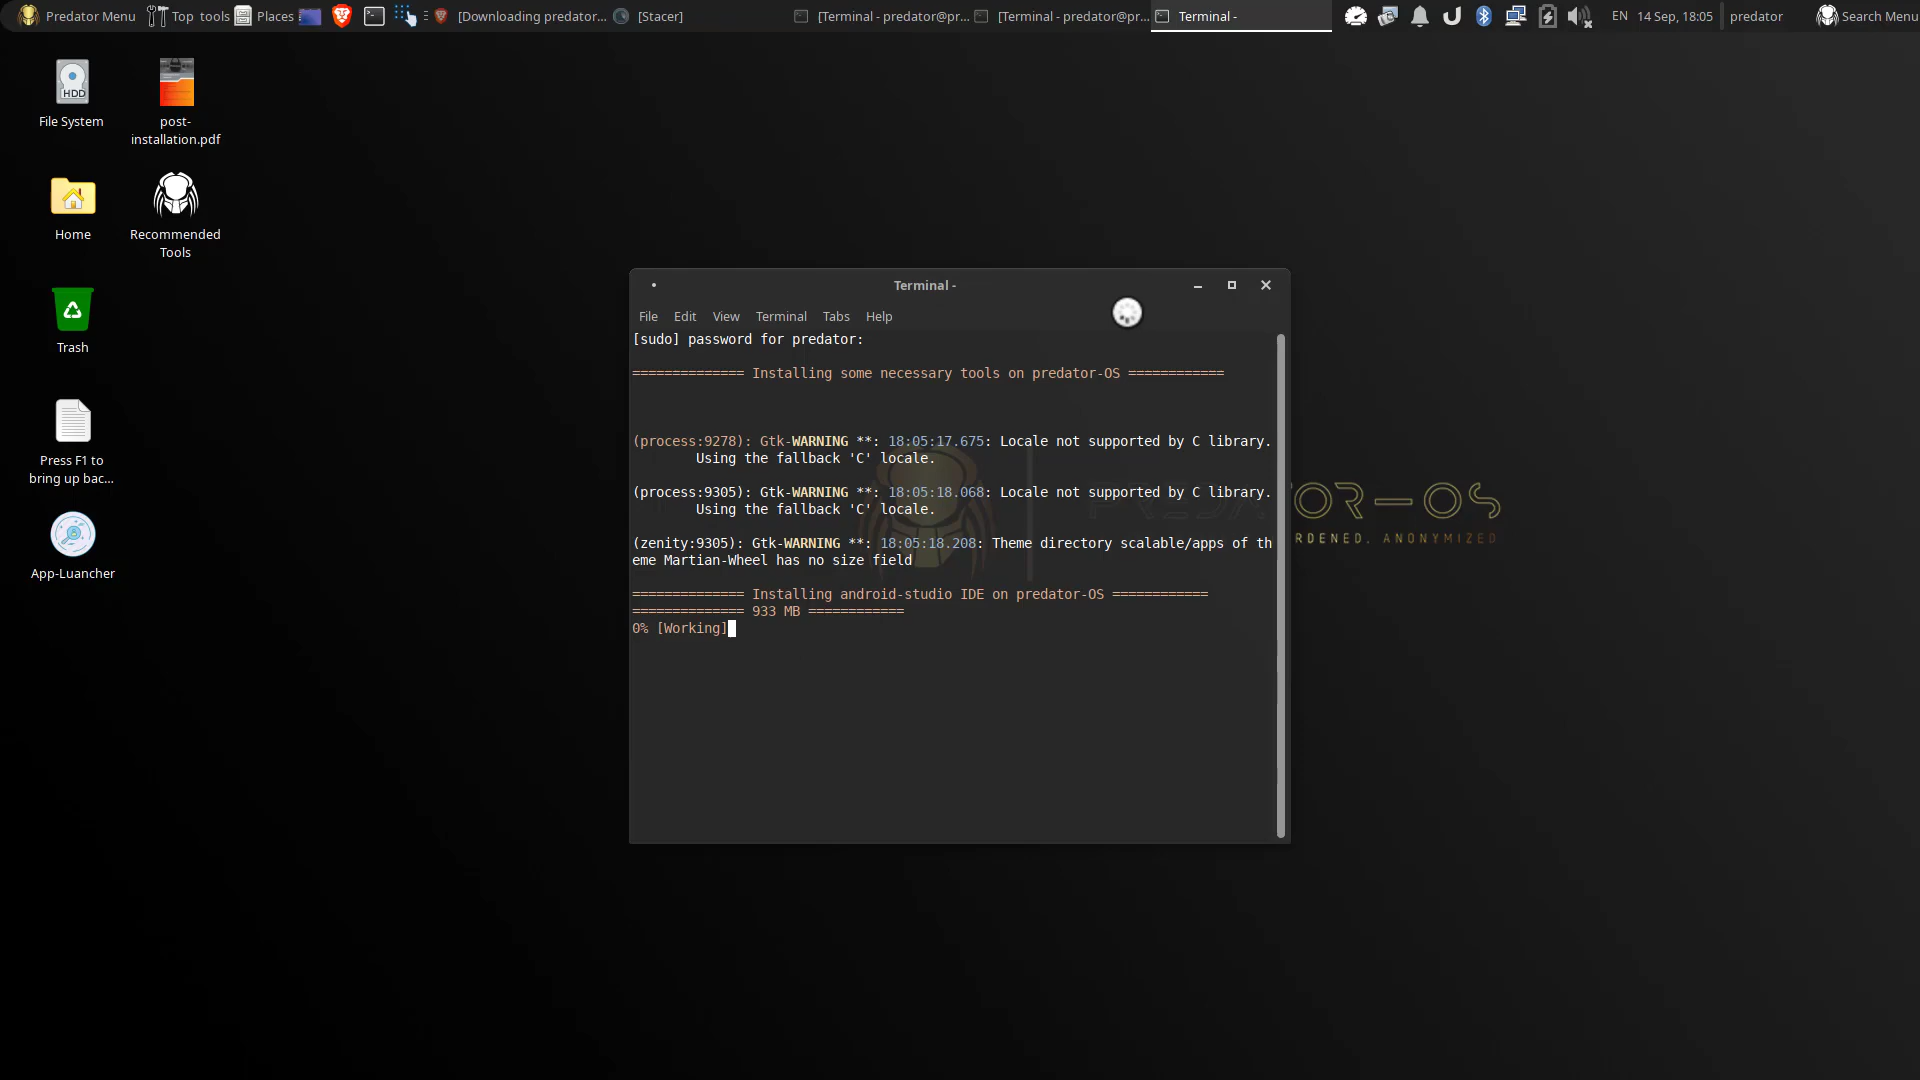 Predator Menu
Top tools
Places
[Downloading predator...
[Stacer]
[Terminal - predator@pr...
[Terminal - predator@pr...
Terminal -
EN
14 Sep, 18:05
predator
Search Menu
HDD
File System
post-
installation.pdf
Home
Recommended
Tools
Trash
Press F1 to
bring up bac...
App-Luancher
Terminal -
File Edit View Terminal Tabs Help
[sudo] password for predator:
============== Installing some necessary tools on predator-OS ============
(process:9278): Gtk-WARNING **: 18:05:17.675: Locale not supported by C library.
Using the fallback 'C' locale.
(process:9305): Gtk-WARNING **: 18:05:18.068: Locale not supported by C library.
Using the fallback 'C' locale.
(zenity:9305): Gtk-WARNING **: 18:05:18.208: Theme directory scalable/apps of th
eme Martian-Wheel has no size field
============== Installing android-studio IDE on predator-OS ============
============== 933 MB ============
0% [Working]
PREDATOR-OS
RDENED. ANONYMIZED